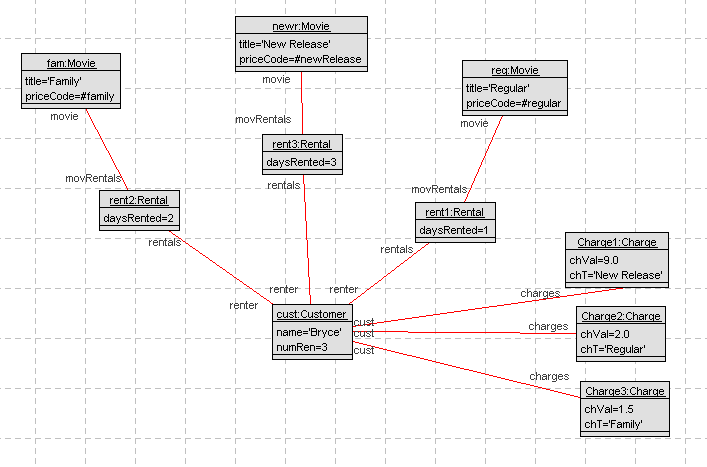 newr:Movie
title='New Release'
priceCode=#newRelease
movie
fam:Movie
title='Family'
priceCode=#family
movie
reg:Movie
title='Regular'
priceCode=#regular
movie
movRentals
rent3:Rental
daysRented=3
rentals
movRentals
rent2:Rental
daysRented=2
rentals
movRentals
rent1:Rental
daysRented=1
rentals
renter
renter
renter
cust:Customer
name='Bryce'
numRen=3
cust
cust
cust
Charge1:Charge
chVal=9.0
chT='New Release'
charges
Charge2:Charge
chVal=2.0
chT='Regular'
charges
Charge3:Charge
chVal=1.5
chT='Family'
charges